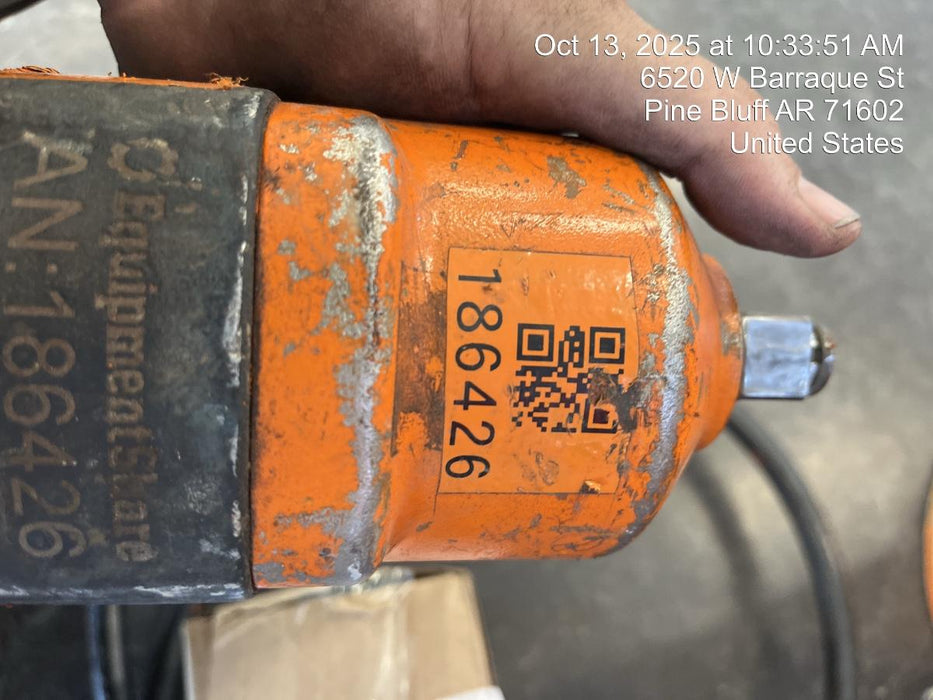 Oct 13, 2025 at 10:33:51 AM
6520 W Barraque St
Pine Bluff AR 71602
United States
EquipmentShare
AN:186426
186426